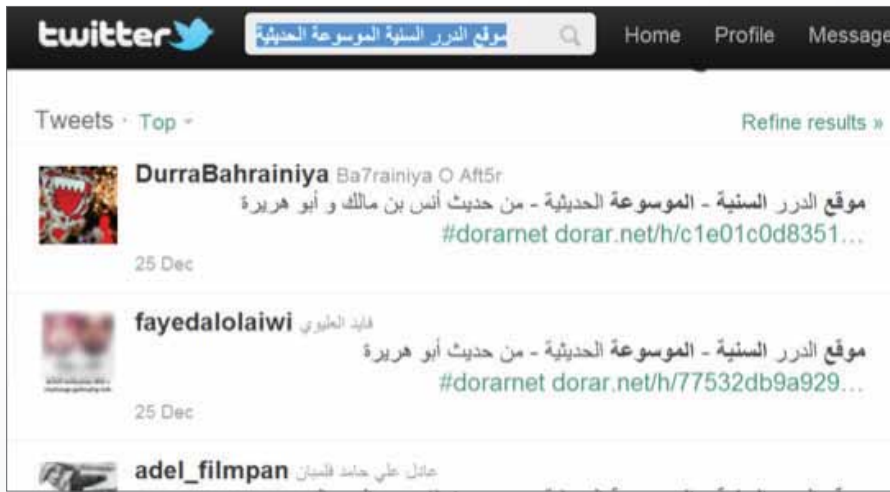 twitter
موقع الدرر السنية الموسوعة الحديثية
Home Profile Message
Tweets · Top
Refine results »
DurraBahrainiya Ba7rainiya O Aft5r
موقع الدرر السنية - الموسوعة الحديثية - من حديث أنس بن مالك و أبو هريرة
#dorarnet dorar.net/h/c1e01c0d8351...
25 Dec
fayedalolaiwi فايد العليوي
موقع الدرر السنية - الموسوعة الحديثية - من حديث أبو هريرة
#dorarnet dorar.net/h/77532db9a929...
25 Dec
adel_filmpan عادل علي حامد فلمبان